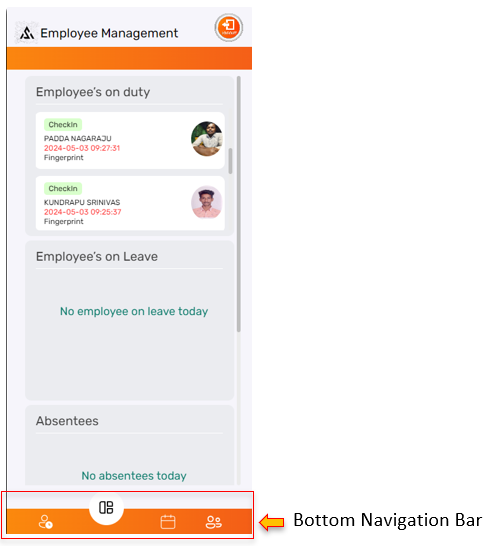 Employee Management
Employee's on duty
CheckIn
PADDA NAGARAJU
2024-05-03 09:27:31
Fingerprint
CheckIn
KUNDRAPU SRINIVAS
2024-05-03 09:25:37
Fingerprint
Employee's on Leave
No employee on leave today
Absentees
No absentees today
Bottom Navigation Bar